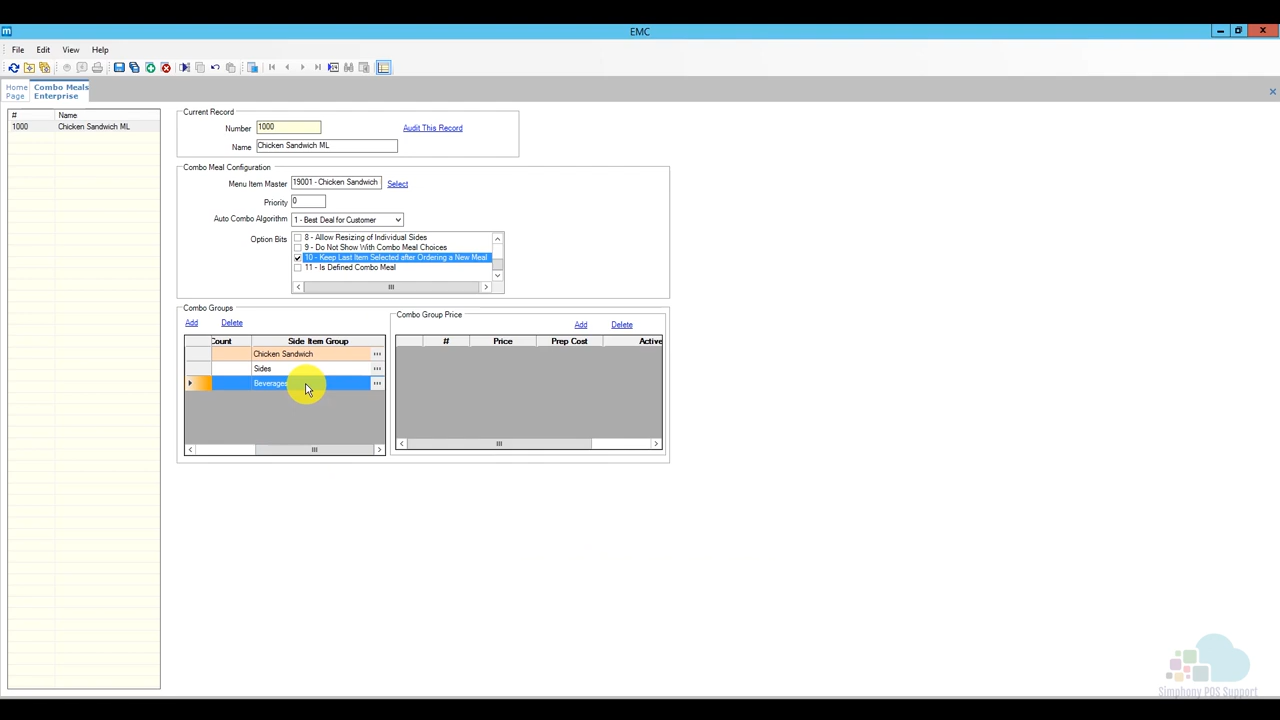 EMC
File Edit View Help
Home Page
Combo Meals Enterprise
# Name
1000 Chicken Sandwich ML
Current Record
Number 1000 Audit This Record
Name Chicken Sandwich ML
Combo Meal Configuration
Menu Item Master 19001 - Chicken Sandwich Select
Priority 0
Auto Combo Algorithm 1 - Best Deal for Customer
Option Bits
8 - Allow Resizing of Individual Sides
9 - Do Not Show With Combo Meal Choices
10 - Keep Last Item Selected after Ordering a New Meal
11 - Is Defined Combo Meal
Combo Groups
Add Delete
Count Side Item Group
Chicken Sandwich
Sides
Beverages
Combo Group Price
Add Delete
# Price Prep Cost Active
Simphony POS Support